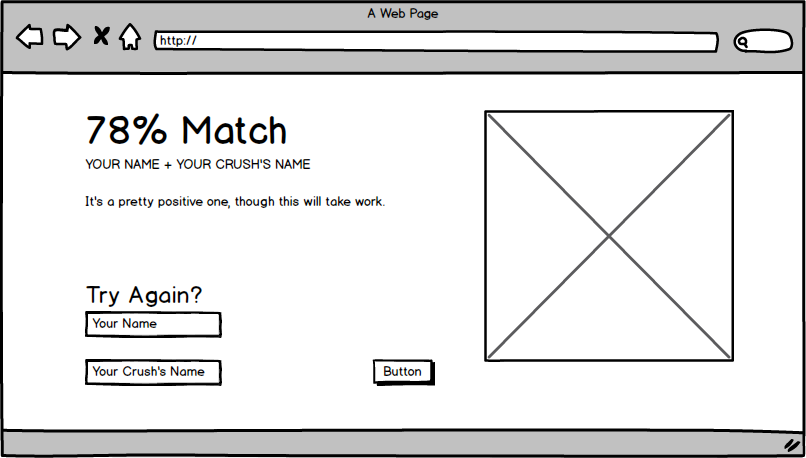 A Web Page
http://
78% Match
YOUR NAME + YOUR CRUSH'S NAME
It's a pretty positive one, though this will take work.
Try Again?
Your Name
Your Crush's Name
Button